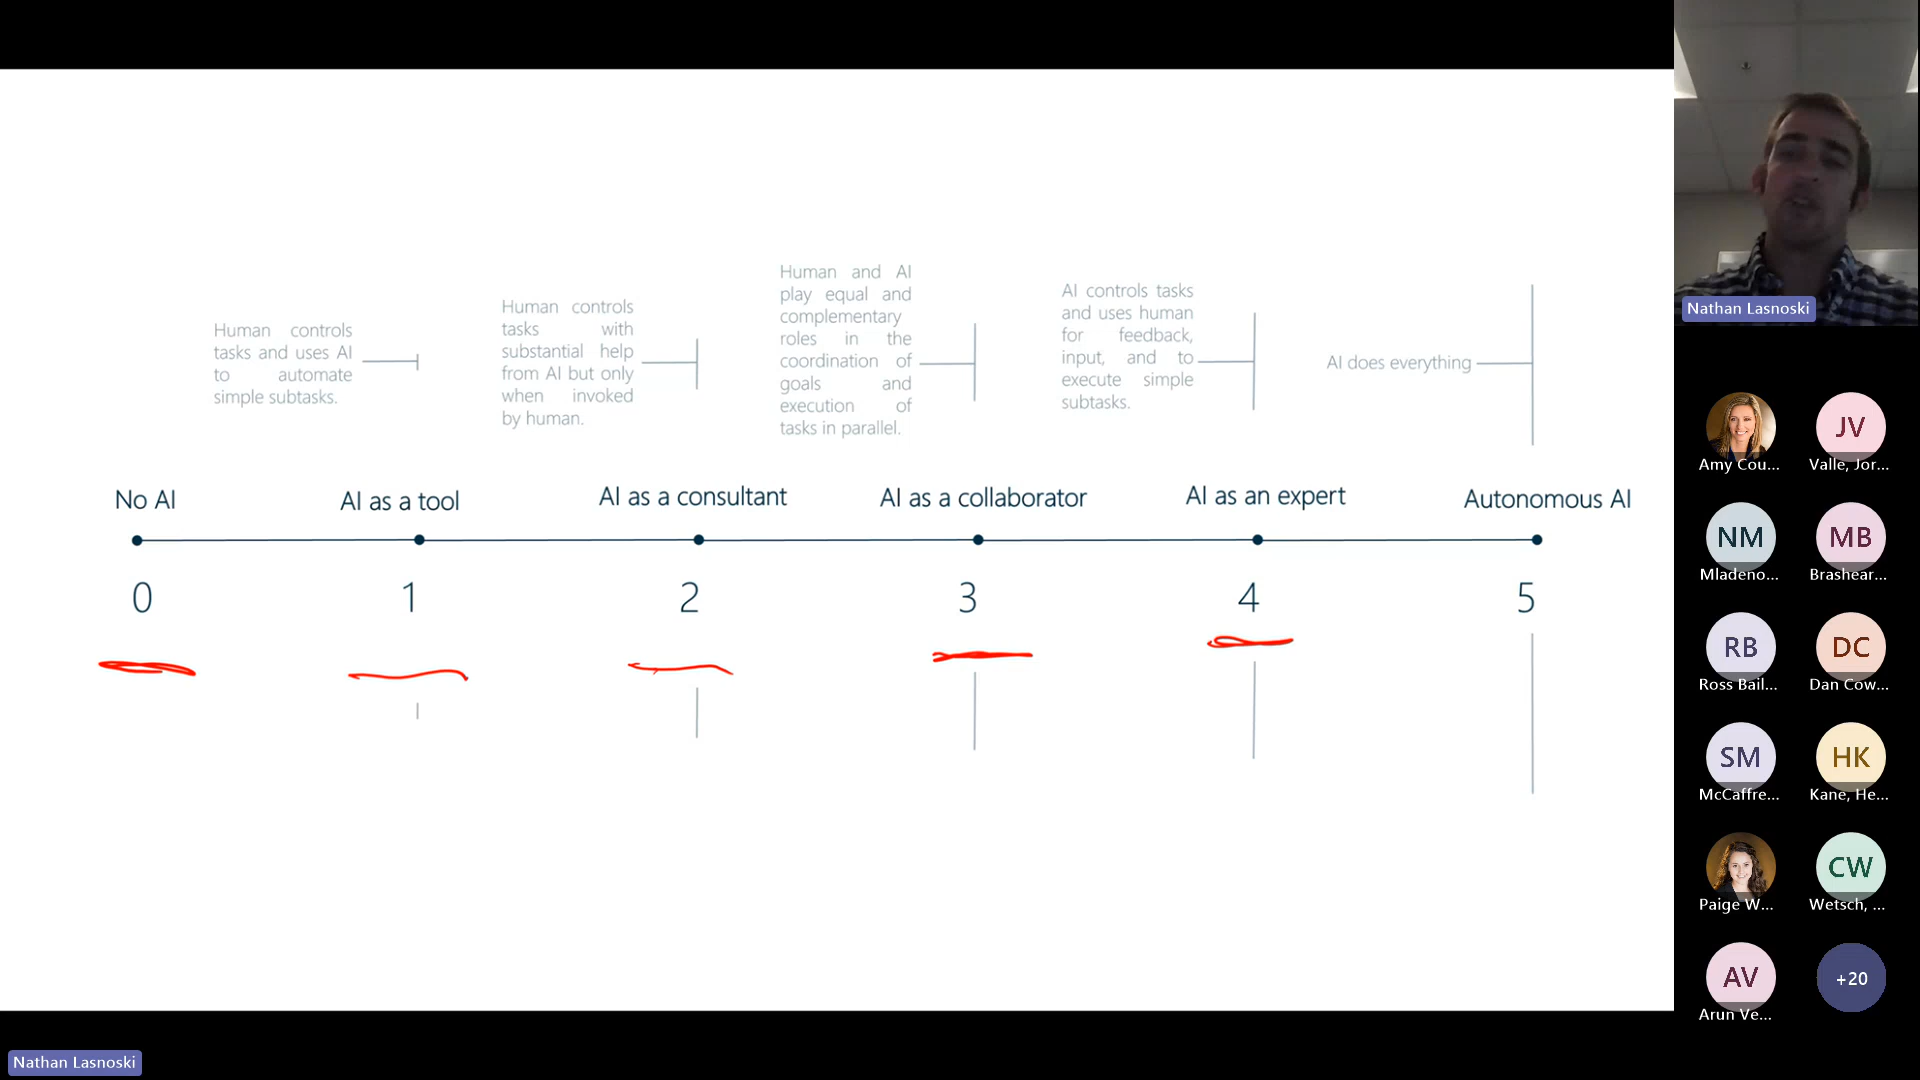 Human controls
tasks and uses AI
to automate
simple subtasks.
Human controls
tasks with
substantial help
from AI but only
when invoked
by human.
Human and AI
play equal and
complementary
roles in the
coordination of
goals and
execution of
tasks in parallel.
AI controls tasks
and uses human
for feedback,
input, and to
execute simple
subtasks.
AI does everything
No AI
AI as a tool
AI as a consultant
AI as a collaborator
AI as an expert
Autonomous AI
0
1
2
3
4
5
Nathan Lasnoski
Amy Cou...
JV
Valle, Jor...
NM
Mladeno...
MB
Brashear...
RB
Ross Bail...
DC
Dan Cow...
SM
McCaffre...
HK
Kane, He...
Paige W...
CW
Wetsch, ...
AV
Arun Ve...
+20
Nathan Lasnoski